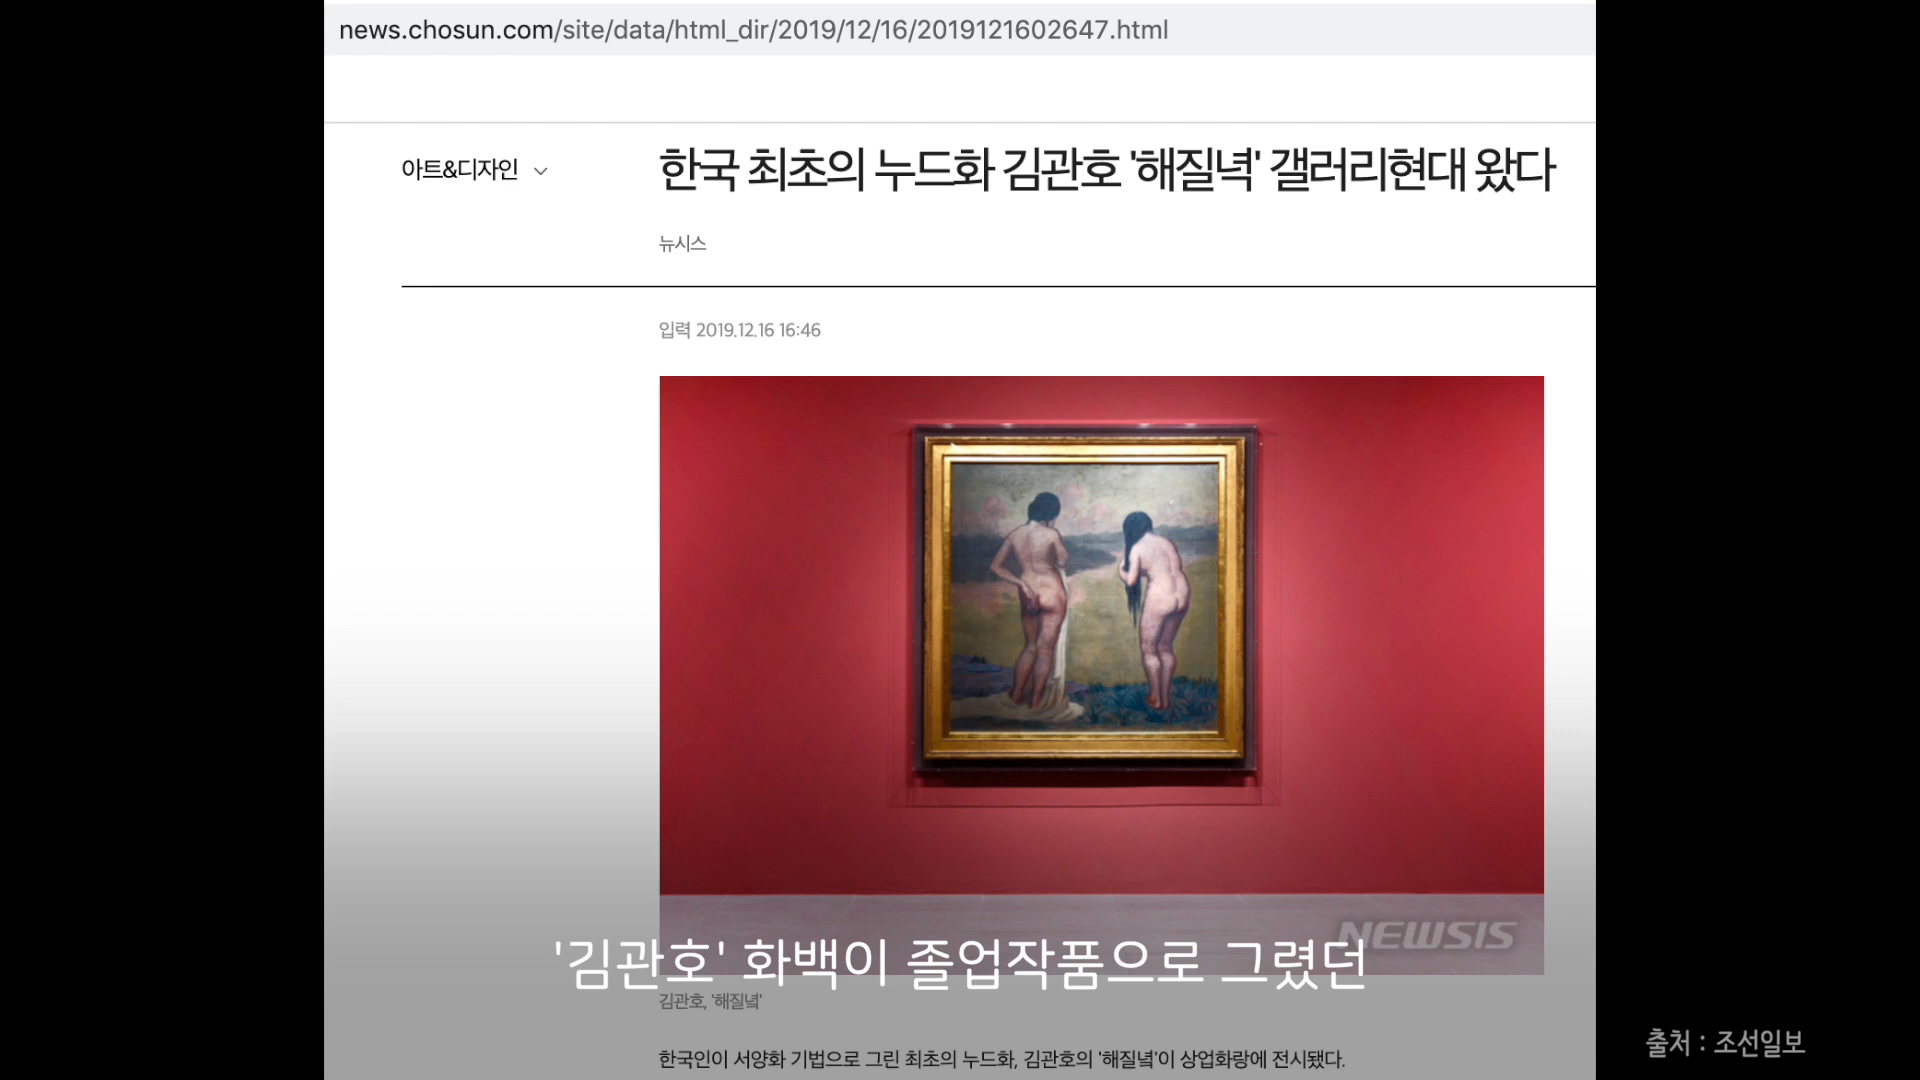 news.chosun.com/site/data/html_dir/2019/12/16/2019121602647.html
아트&디자인
한국 최초의 누드화 김관호 '해질녘' 갤러리현대 왔다
뉴시스
입력 2019.12.16 16:46
NEWSIS
'김관호' 화백이 졸업작품으로 그렸던
김관호, '해질녘'
출처 : 조선일보
한국인이 서양화 기법으로 그린 최초의 누드화, 김관호의 '해질녘'이 상업화랑에 전시됐다.